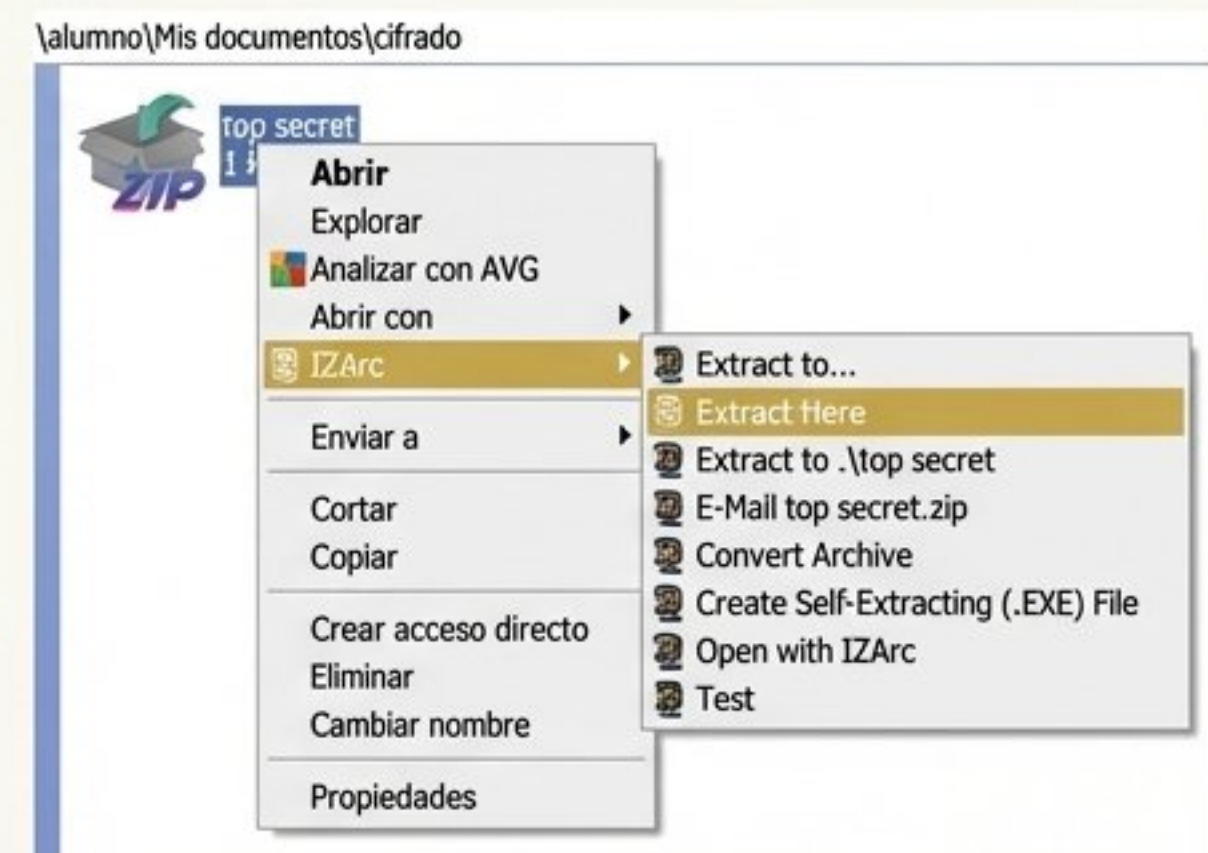 \alumno\Mis documentos\cifrado
top secret
ZIP
Abrir
Explorar
Analizar con AVG
Abrir con
IZArc
Enviar a
Cortar
Copiar
Crear acceso directo
Eliminar
Cambiar nombre
Propiedades
Extract to...
Extract Here
Extract to .\top secret
E-Mail top secret.zip
Convert Archive
Create Self-Extracting (.EXE) File
Open with IZArc
Test